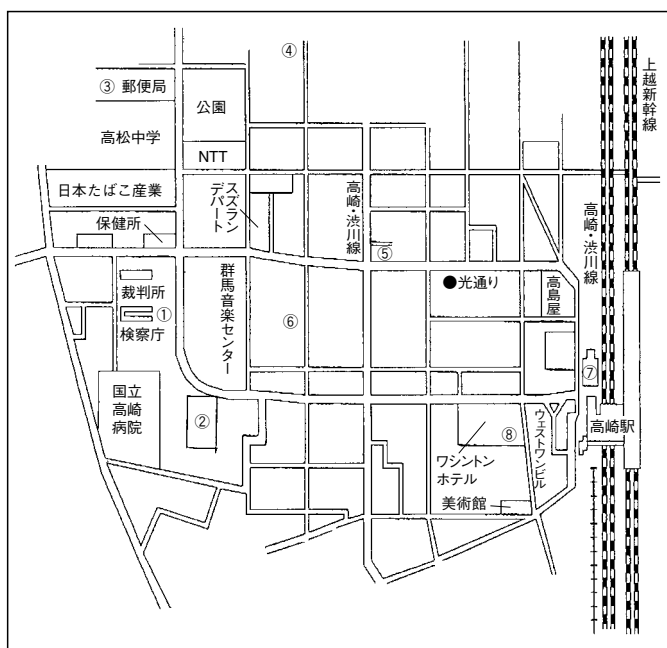 ④
上越新幹線
③ 郵便局
公園
高松中学
NTT
日本たばこ産業
スズラン
デパート
高崎・渋川線
高崎・渋川線
保健所
⑤
群馬音楽センター
●光通り
高島屋
裁判所
①
検察庁
⑥
⑦
国立
高崎
病院
②
ウェストワンビル
高崎駅
⑧
ワシントン
ホテル
美術館